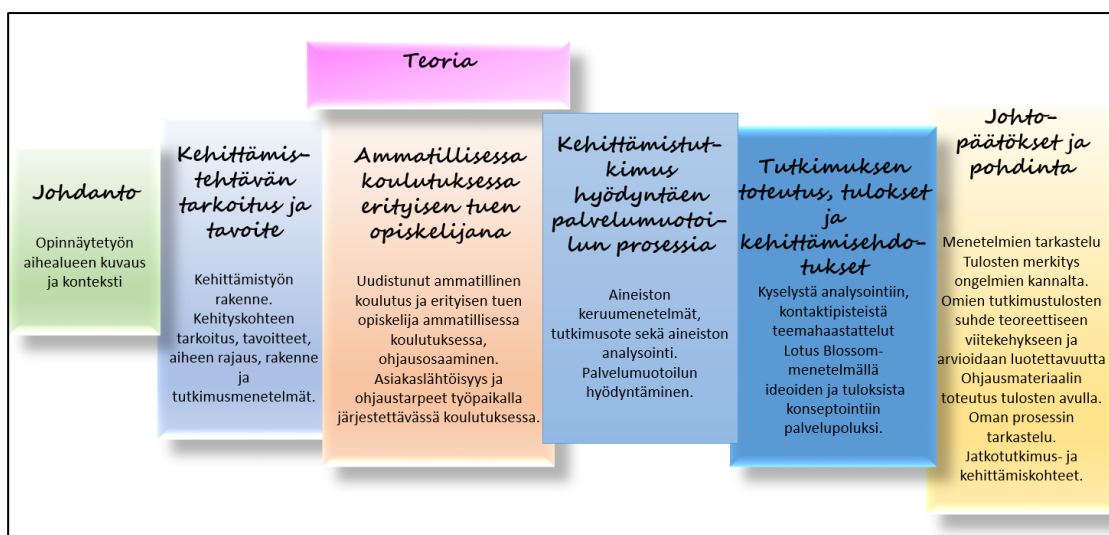 Teoria
Johdanto
Opinnäytetyön
aihealueen kuvaus
ja konteksti
Kehittämis-
tehtävän
tarkoitus ja
tavoite
Kehittämistyön
rakenne.
Kehityskohteen
tarkoitus, tavoitteet,
aiheen rajaus, rakenne
ja
tutkimusmenetelmät.
Ammatillisessa
koulutuksessa
erityisen tuen
opiskelijana
Uudistunut ammatillinen
koulutus ja erityisen tuen
opiskelija ammatillisessa
koulutuksessa,
ohjausosaaminen.
Asiakaslähtöisyys ja
ohjaustarpeet työpaikalla
järjestettävässä koulutuksessa.
Kehittämistut-
kimus
hyödyntäen
palvelumuotoi-
lun prosessia
Aineiston
keruumenetelmät,
tutkimusote sekä aineiston
analysointi.
Palvelumuotoilun
hyödyntäminen.
Tutkimuksen
toteutus, tulokset
ja
kehittämisehdo-
tukset
Kyselystä analysointiin,
kontaktipisteistä
teemahaastattelut
Lotus Blossom-
menetelmällä
ideoiden ja tuloksista
konseptointiin
palvelupoluksi.
Johto-
päätökset ja
pohdinta
Menetelmien tarkastelu
Tulosten merkitys
ongelmien kannalta.
Omien tutkimustulosten
suhde teoreettiseen
viitekehykseen ja
arvioidaan luotettavuutta
Ohjausmateriaalin
toteutus tulosten avulla.
Oman prosessin
tarkastelu.
Jatkotutkimus- ja
kehittämiskohteet.